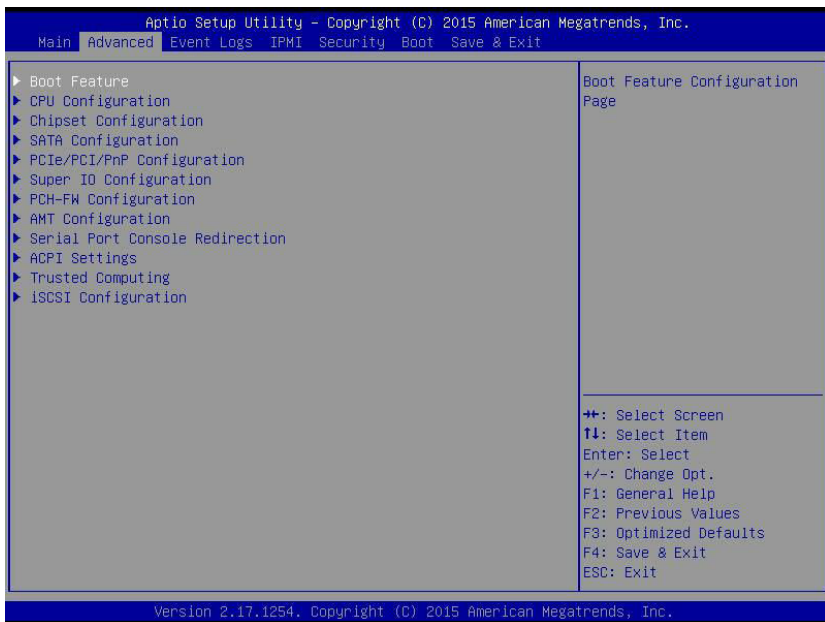 Aptio Setup Utility – Copyright (C) 2015 American Megatrends, Inc.
Main Advanced Event Logs IPMI Security Boot Save & Exit
Boot Feature
CPU Configuration
Chipset Configuration
SATA Configuration
PCIe/PCI/PnP Configuration
Super IO Configuration
PCH-FW Configuration
AMT Configuration
Serial Port Console Redirection
ACPI Settings
Trusted Computing
iSCSI Configuration
Boot Feature Configuration
Page
→←: Select Screen
↑↓: Select Item
Enter: Select
+/-: Change Opt.
F1: General Help
F2: Previous Values
F3: Optimized Defaults
F4: Save & Exit
ESC: Exit
Version 2.17.1254. Copyright (C) 2015 American Megatrends, Inc.